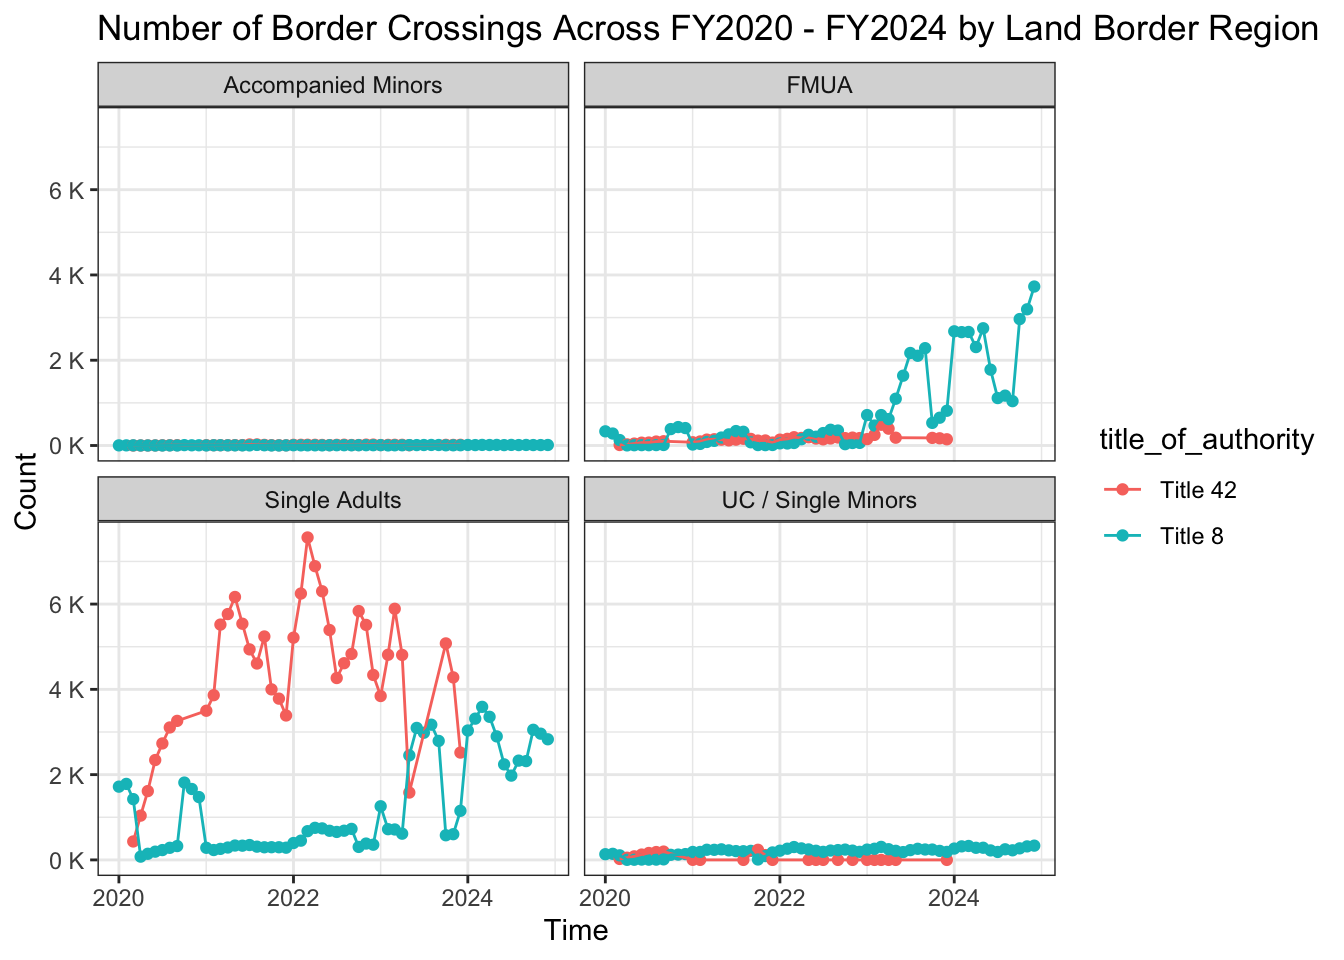 Number of Border Crossings Across FY2020 - FY2024 by Land Border Region
Accompanied Minors
FMUA
6 K
4 K
2 K
0 K
Single Adults
UC / Single Minors
6 K
4 K
2 K
0 K
2020
2022
2024
2020
2022
2024
Time
Count
title_of_authority
Title 42
Title 8